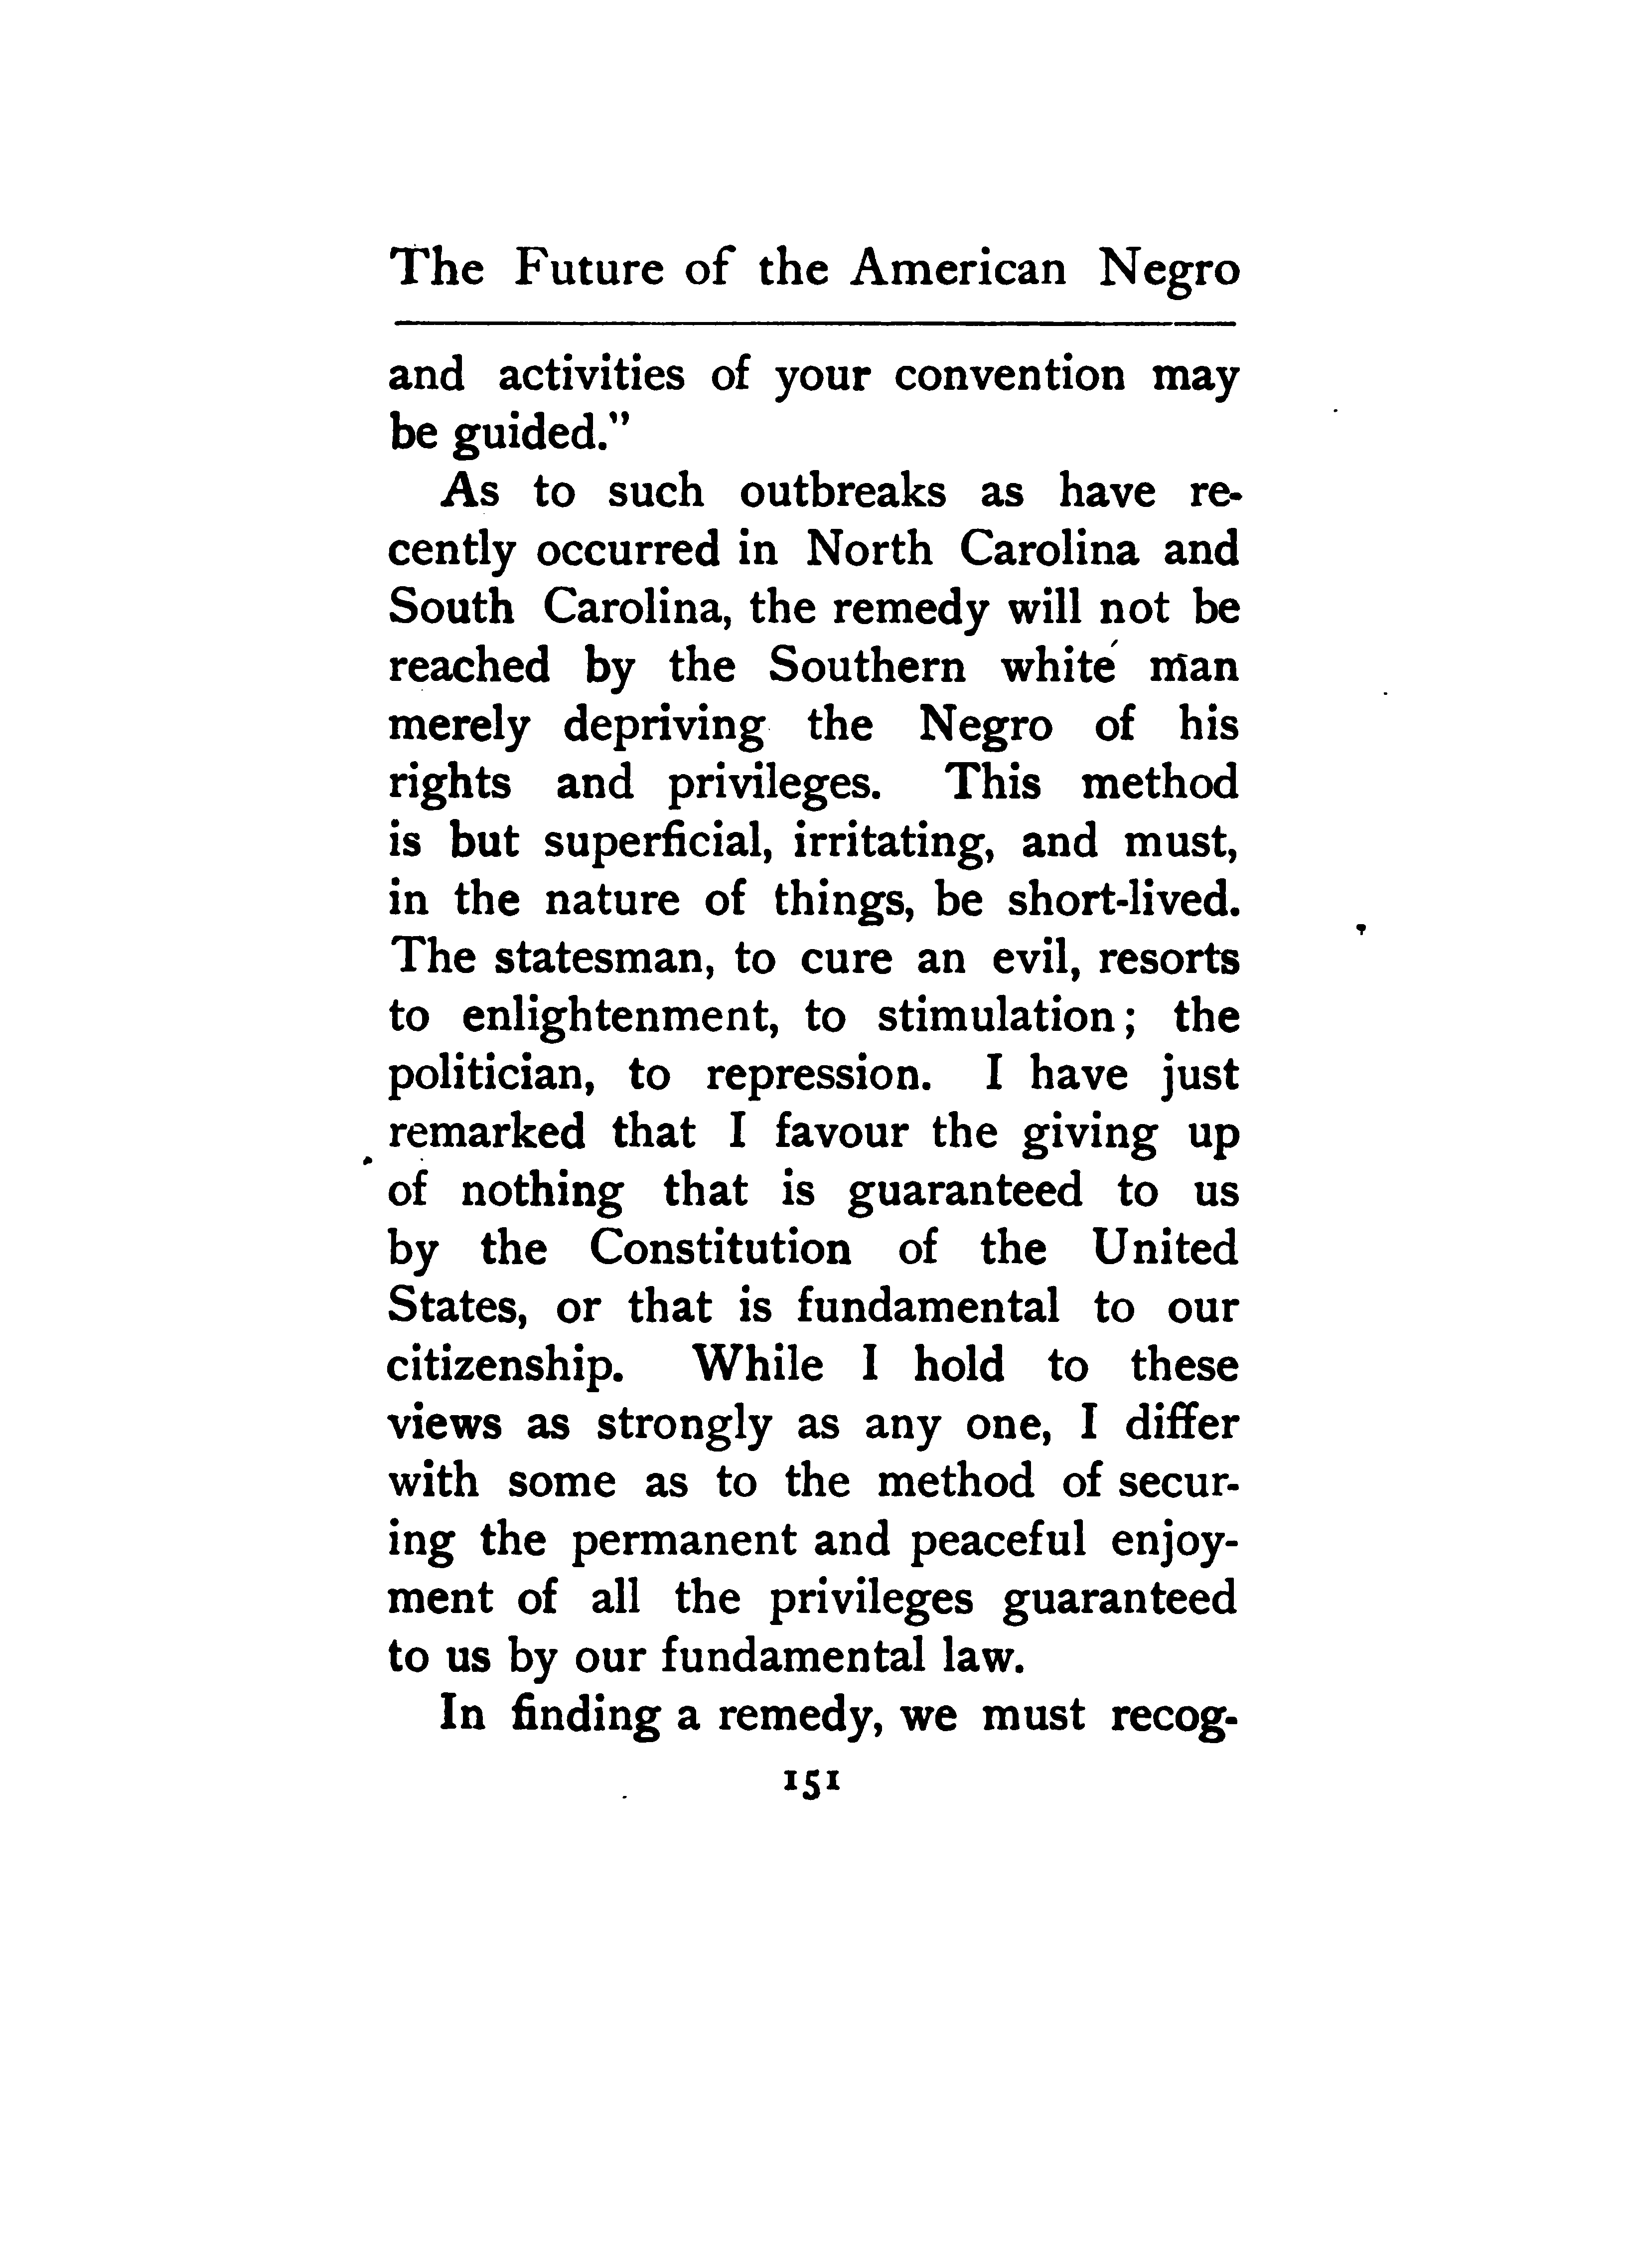 The Future of the American Negro
and activities of your convention may
be guided."
As to such outbreaks as have re-
cently occurred in North Carolina and
South Carolina, the remedy will not be
reached by the Southern white man
merely depriving the Negro of his
rights and privileges. This method
is but superficial, irritating, and must,
in the nature of things, be short-lived.
The statesman, to cure an evil, resorts
to enlightenment, to stimulation; the
politician, to repression. I have just
remarked that I favour the giving up
of nothing that is guaranteed to us
by the Constitution of the United
States, or that is fundamental to our
citizenship. While I hold to these
views as strongly as any one, I differ
with some as to the method of secur-
ing the permanent and peaceful enjoy-
ment of all the privileges guaranteed
to us by our fundamental law.
In finding a remedy, we must recog-
151